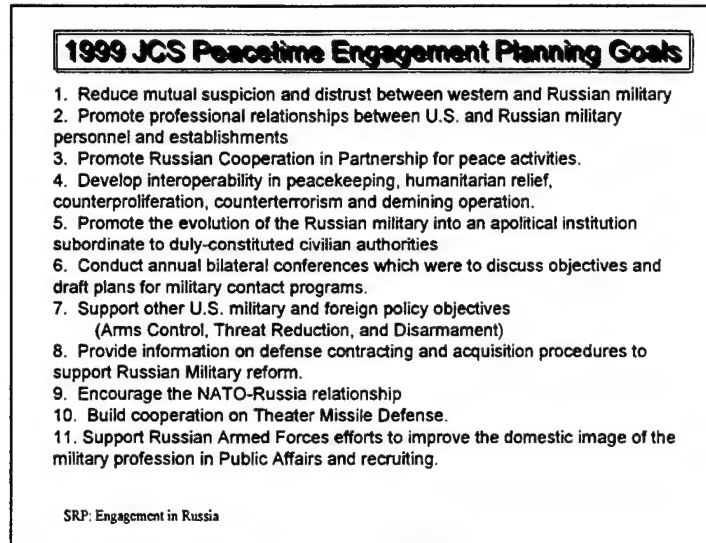 1999 JCS Peacetime Engagement Planning Goals
1. Reduce mutual suspicion and distrust between western and Russian military
2. Promote professional relationships between U.S. and Russian military
personnel and establishments
3. Promote Russian Cooperation in Partnership for peace activities.
4. Develop interoperability in peacekeeping, humanitarian relief,
counterproliferation, counterterrorism and demining operation.
5. Promote the evolution of the Russian military into an apolitical institution
subordinate to duly-constituted civilian authorities
6. Conduct annual bilateral conferences which were to discuss objectives and
draft plans for military contact programs.
7. Support other U.S. military and foreign policy objectives
(Arms Control, Threat Reduction, and Disarmament)
8. Provide information on defense contracting and acquisition procedures to
support Russian Military reform.
9. Encourage the NATO-Russia relationship
10. Build cooperation on Theater Missile Defense.
11. Support Russian Armed Forces efforts to improve the domestic image of the
military profession in Public Affairs and recruiting.
SRP: Engagement in Russia